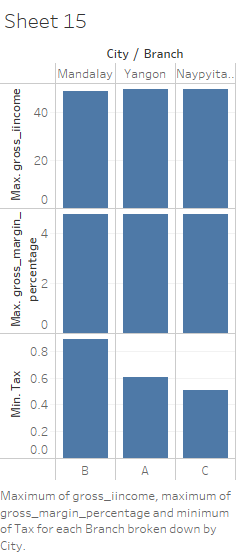 Sheet 15
City / Branch
Mandalay Yangon Naypyita..
Max. gross_iincome
40
20
0
Max. gross_margin_
percentage
4
2
0
Min. Tax
0.8
0.6
0.4
0.2
0.0
B A C
Maximum of gross_iincome, maximum of
gross_margin_percentage and minimum
of Tax for each Branch broken down by
City.